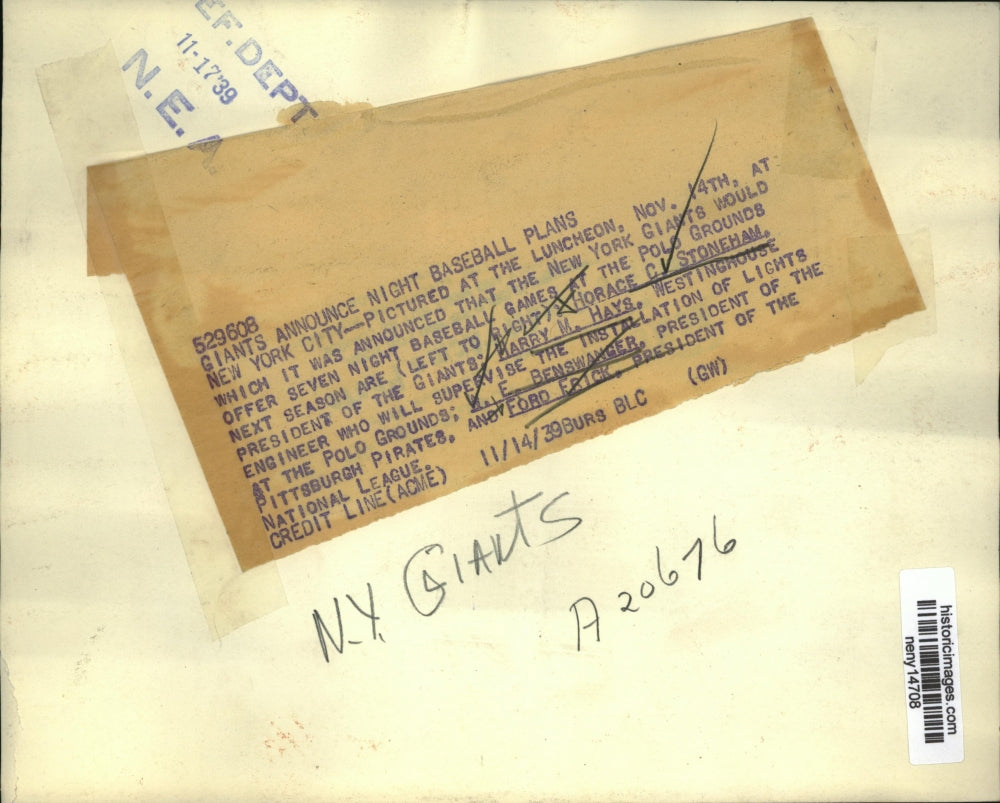 EF. DEPT
11-17'39
N. E. A.
529608
GIANTS ANNOUNCE NIGHT BASEBALL PLANS
NEW YORK CITY--PICTURED AT THE LUNCHEON, NOV. 14TH, AT
WHICH IT WAS ANNOUNCED THAT THE NEW YORK GIANTS WOULD
OFFER SEVEN NIGHT BASEBALL GAMES AT THE POLO GROUNDS
NEXT SEASON ARE (LEFT TO RIGHT) HORACE C. STONEHAM,
PRESIDENT OF THE GIANTS; HARRY M. HAYS, WESTINGHOUSE
ENGINEER WHO WILL SUPERVISE THE INSTALLATION OF LIGHTS
AT THE POLO GROUNDS; E. BENSWANGER, PRESIDENT OF THE
PITTSBURGH PIRATES, AND FORD FRICK, PRESIDENT OF THE
NATIONAL LEAGUE.
CREDIT LINE(ACME) 11/14/39BURS BLC (GW)
N.Y. GIANTS
A 20676
historicimages.com
neny14708